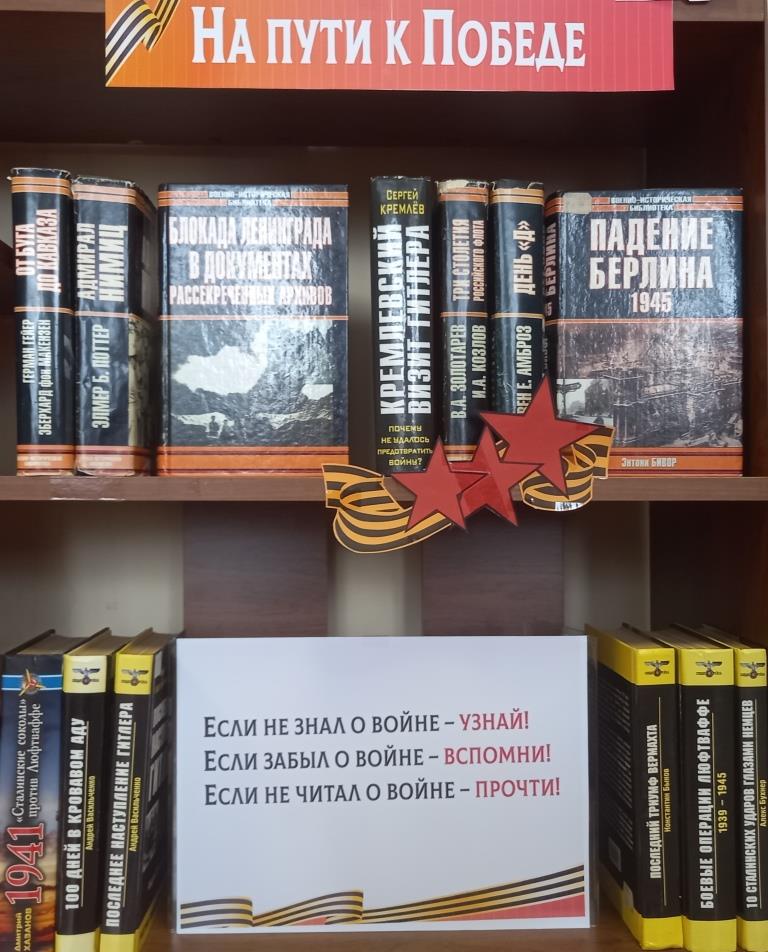 На пути к Победе
ОТ БУГА
ДО КАВКАЗА
ГЕРМАН ГЕЙЕР
ЭБЕРХАРД фон МАКЕНЗЕН
АДМИРАЛ
НИМИЦ
ЭЛМЕР Б. ПОТТЕР
ВОЕННО-ИСТОРИЧЕСКАЯ
БИБЛИОТЕКА
БЛОКАДА ЛЕНИНГРАДА
В ДОКУМЕНТАХ
РАССЕКРЕЧЕННЫХ АРХИВОВ
Сергей
КРЕМЛЁВ
КРЕМЛЕВСКИЙ
ВИЗИТ ГИТЛЕРА
ПОЧЕМУ
НЕ УДАЛОСЬ
ПРЕДОТВРАТИТЬ
ВОЙНУ?
ТРИ СТОЛЕТИЯ
РОССИЙСКОГО ФЛОТА
В.А. ЗОЛОТАРЕВ
И.А. КОЗЛОВ
ДЕНЬ «Д»
Е. АМБРОЗ
БЕРЛИНА
ВОЕННО-ИСТОРИЧЕСКАЯ
БИБЛИОТЕКА
ПАДЕНИЕ
БЕРЛИНА
1945
Энтони БИВОР
1941
«Сталинские соколы»
против Люфтваффе
Дмитрий
ХАЗАНОВ
100 ДНЕЙ В КРОВАВОМ АДУ
Андрей Васильченко
ПОСЛЕДНЕЕ НАСТУПЛЕНИЕ ГИТЛЕРА
Андрей Васильченко
Если не знал о войне – УЗНАЙ!
Если забыл о войне – ВСПОМНИ!
Если не читал о войне – ПРОЧТИ!
ПОСЛЕДНИЙ ТРИУМФ ВЕРМАХТА
Константин Быков
БОЕВЫЕ ОПЕРАЦИИ ЛЮФТВАФФЕ
1939 – 1945
10 СТАЛИНСКИХ УДАРОВ ГЛАЗАМИ НЕМЦЕВ
Алекс Бухнер